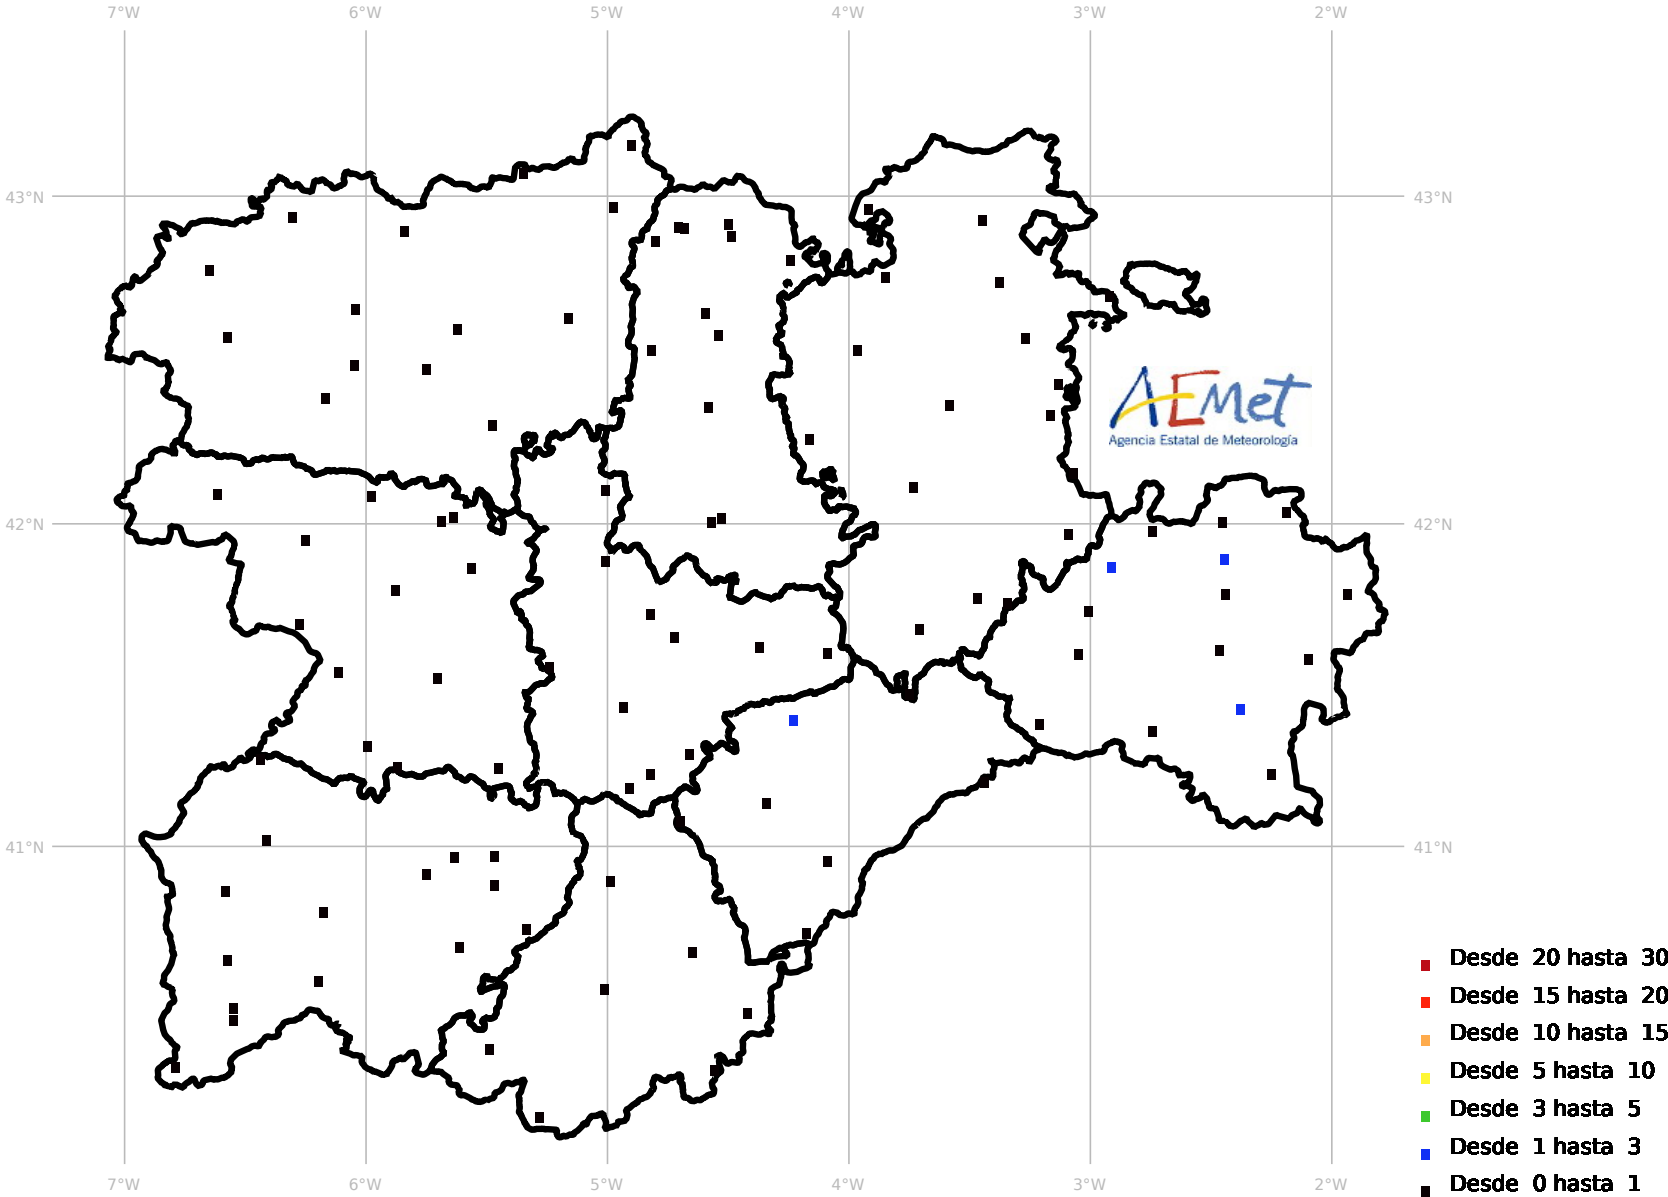 7°W 6°W 5°W 4°W 3°W 2°W
43°N 43°N
AEMet
Agencia Estatal de Meteorología
42°N 42°N
41°N 41°N
Desde 20 hasta 30
Desde 15 hasta 20
Desde 10 hasta 15
Desde 5 hasta 10
Desde 3 hasta 5
Desde 1 hasta 3
Desde 0 hasta 1
7°W 6°W 5°W 4°W 3°W 2°W